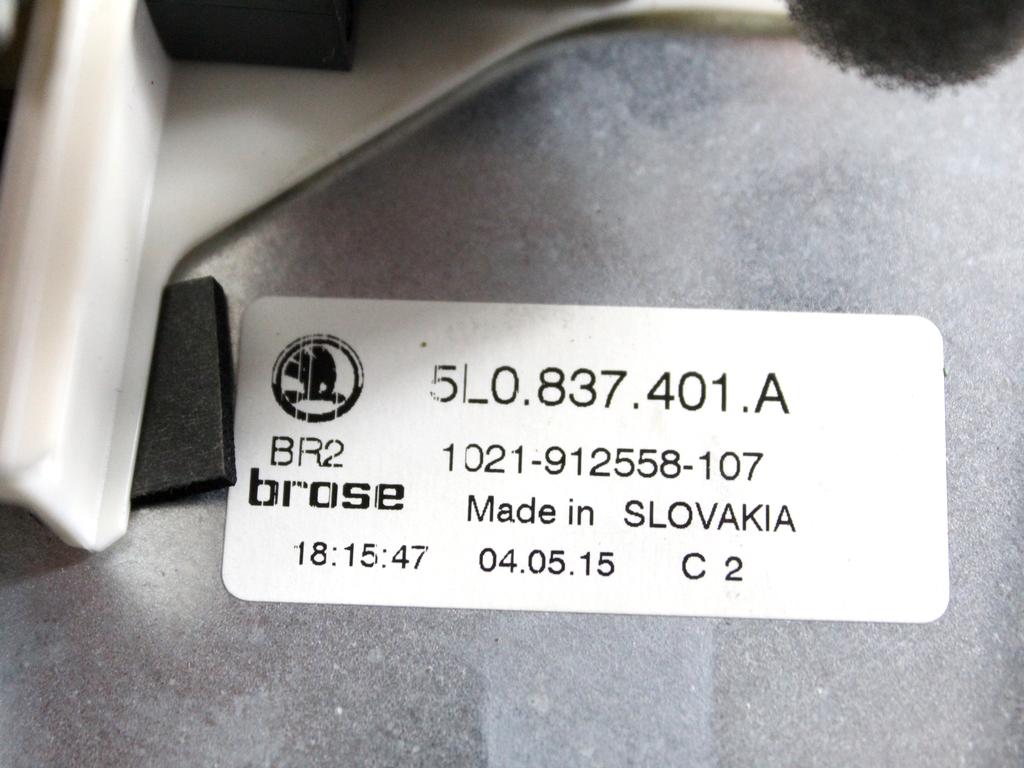 5L0.837.401.A
BR2 1021-912558-107
brose Made in SLOVAKIA
18:15:47 04.05.15 C 2